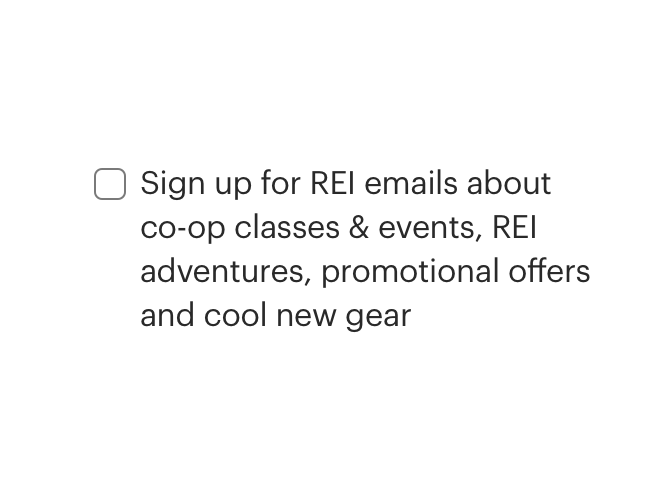 Sign up for REI emails about
co-op classes & events, REI
adventures, promotional offers
and cool new gear